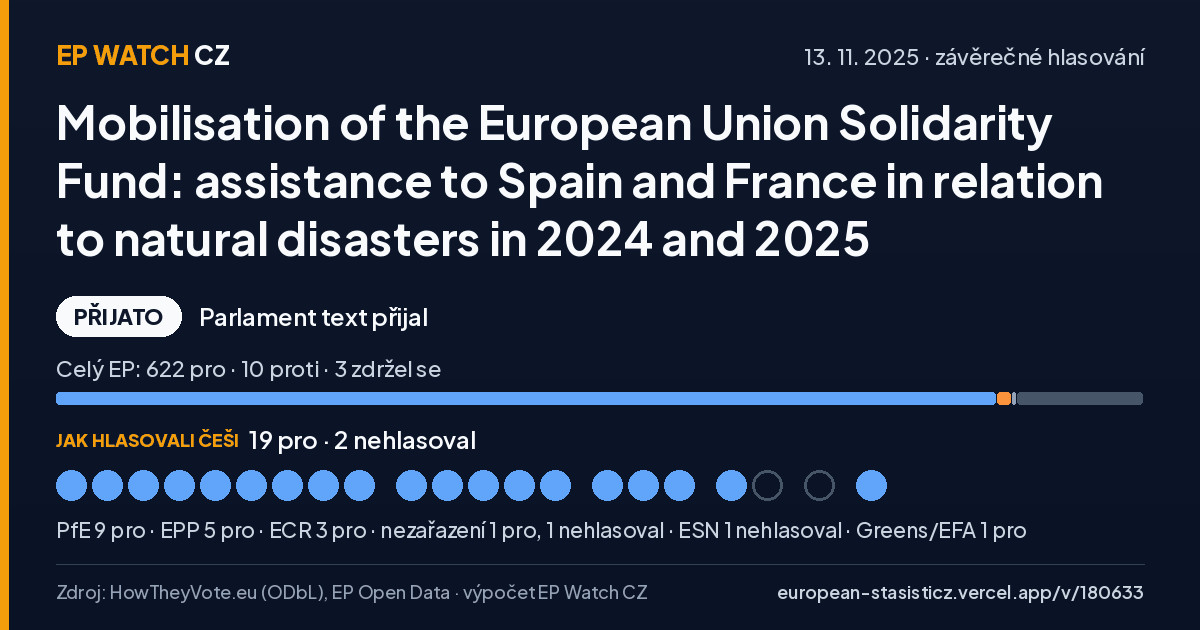 EP WATCH CZ
13. 11. 2025 · závěrečné hlasování
Mobilisation of the European Union Solidarity
Fund: assistance to Spain and France in relation
to natural disasters in 2024 and 2025
PŘIJATO Parlament text přijal
Celý EP: 622 pro · 10 proti · 3 zdržel se
JAK HLASOVALI ČEŠI 19 pro · 2 nehlasoval
PfE 9 pro · EPP 5 pro · ECR 3 pro · nezařazení 1 pro, 1 nehlasoval · ESN 1 nehlasoval · Greens/EFA 1 pro
Zdroj: HowTheyVote.eu (ODbL), EP Open Data · výpočet EP Watch CZ
european-stasisticz.vercel.app/v/180633